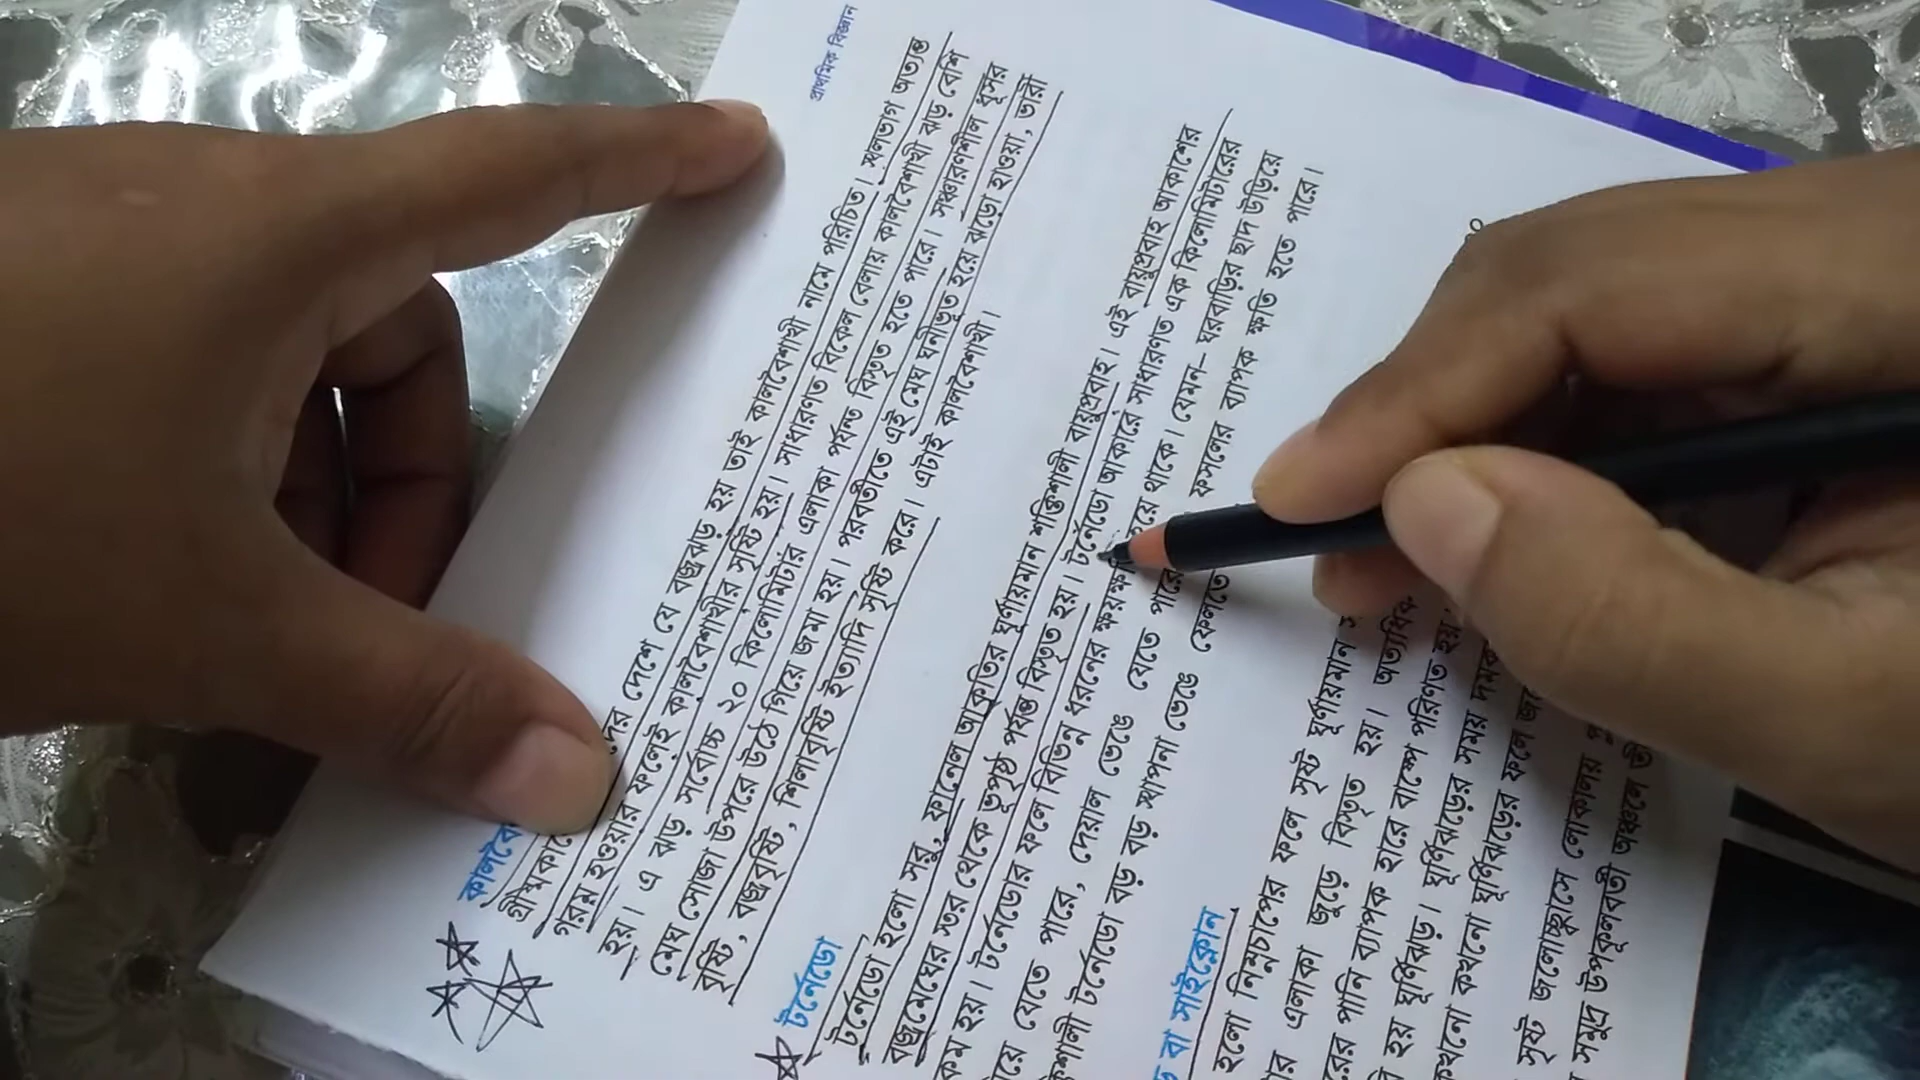 প্রাথমিক বিজ্ঞান
কালবৈ
গ্রীষ্মকালে দের দেশে যে বজ্রঝড় হয় তাই কালবৈশাখী নামে পরিচিত। স্থলভাগ অত্যন্ত
গরম হওয়ার ফলেই কালবৈশাখীর সৃষ্টি হয়। সাধারণত বিকেল বেলায় কালবৈশাখী ঝড় বেশি
হয়। এ ঝড় সর্বোচ্চ ২০ কিলোমিটার এলাকা পর্যন্ত বিস্তৃত হতে পারে। সঞ্চারণশীল ধূসর
মেঘ সোজা উপরে উঠে গিয়ে জমা হয়। পরবর্তীতে এই মেঘ ঘনীভূত হয়ে ঝড়ো হাওয়া, ভারী
বৃষ্টি, বজ্রবৃষ্টি, শিলাবৃষ্টি ইত্যাদি সৃষ্টি করে। এটাই কালবৈশাখী।
টর্নেডো
টর্নেডো হলো সরু, ফানেল আকৃতির ঘূর্ণায়মান শক্তিশালী বায়ুপ্রবাহ। এই বায়ুপ্রবাহ আকাশের
বজ্রমেঘের স্তর থেকে ভূপৃষ্ঠ পর্যন্ত বিস্তৃত হয়। টর্নেডো আকারে সাধারণত এক কিলোমিটারের
কম হয়। টর্নেডোর ফলে বিভিন্ন ধরনের ক্ষয়ক্ষ য়ে থাকে। যেমন- ঘরবাড়ির ছাদ উড়িয়ে
য়ে যেতে পারে, দেয়াল ভেঙে যেতে পারে ফসলের ব্যাপক ক্ষতি হতে পারে।
ক্তিশালী টর্নেডো বড় বড় স্থাপনা ভেঙে ফেলতে
বা সাইক্লোন
হলো নিম্নচাপের ফলে সৃষ্ট ঘূর্ণায়মান
র এলাকা জুড়ে বিস্তৃত হয়। অত্যধিক
রের পানি ব্যাপক হারে বাষ্পে পরিণত হয়
হয় ঘূর্ণিঝড়। ঘূর্ণিঝড়ের সময় দমকা
কখনো কখনো ঘূর্ণিঝড়ের ফলে
সৃষ্ট জলোচ্ছ্বাসে লোকালয়
সমুদ্র উপকূলবর্তী অঞ্চলে